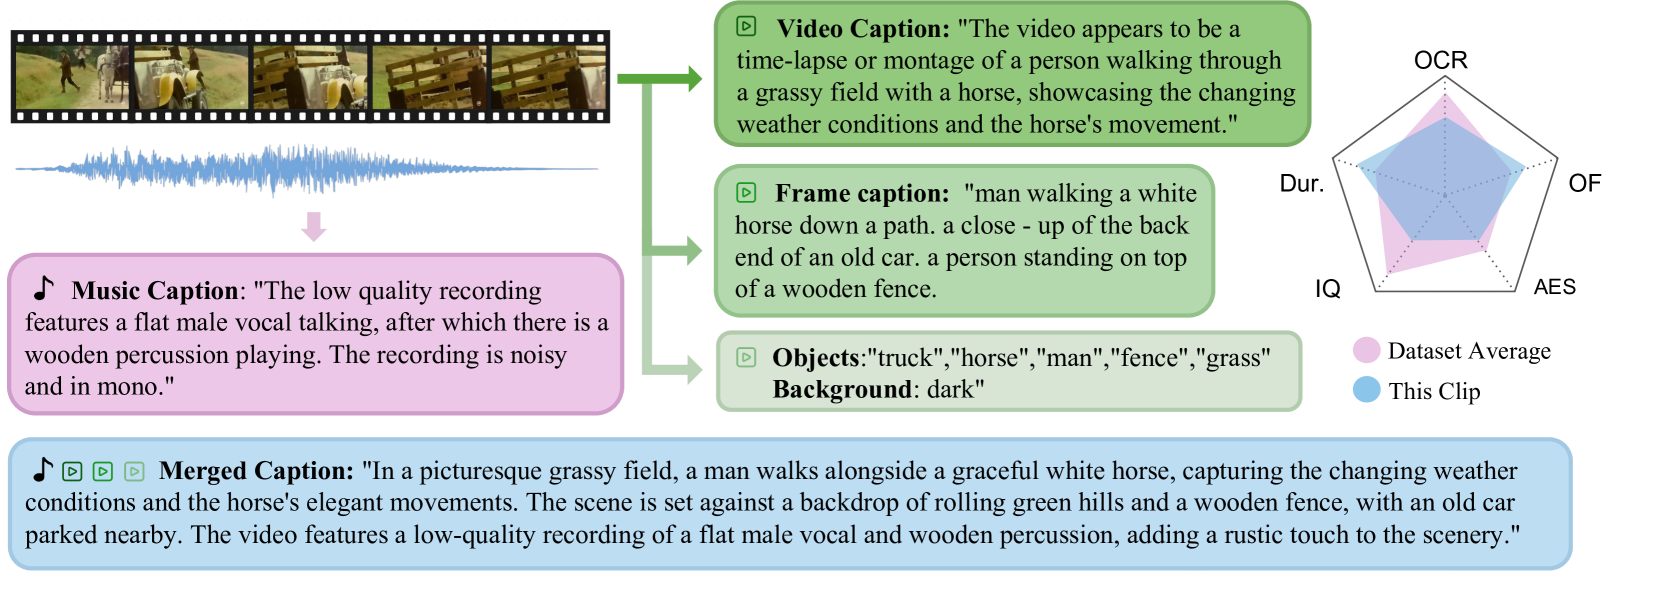 Video Caption: "The video appears to be a
time-lapse or montage of a person walking through
a grassy field with a horse, showcasing the changing
weather conditions and the horse's movement."
Frame caption: "man walking a white
horse down a path. a close - up of the back
end of an old car. a person standing on top
of a wooden fence.
Objects:"truck","horse","man","fence","grass"
Background: dark"
Music Caption: "The low quality recording
features a flat male vocal talking, after which there is a
wooden percussion playing. The recording is noisy
and in mono."
OCR
Dur.
OF
IQ
AES
Dataset Average
This Clip
Merged Caption: "In a picturesque grassy field, a man walks alongside a graceful white horse, capturing the changing weather
conditions and the horse's elegant movements. The scene is set against a backdrop of rolling green hills and a wooden fence, with an old car
parked nearby. The video features a low-quality recording of a flat male vocal and wooden percussion, adding a rustic touch to the scenery."